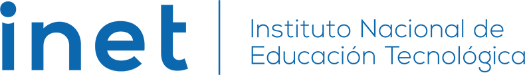 inet
Instituto Nacional de
Educación Tecnológica